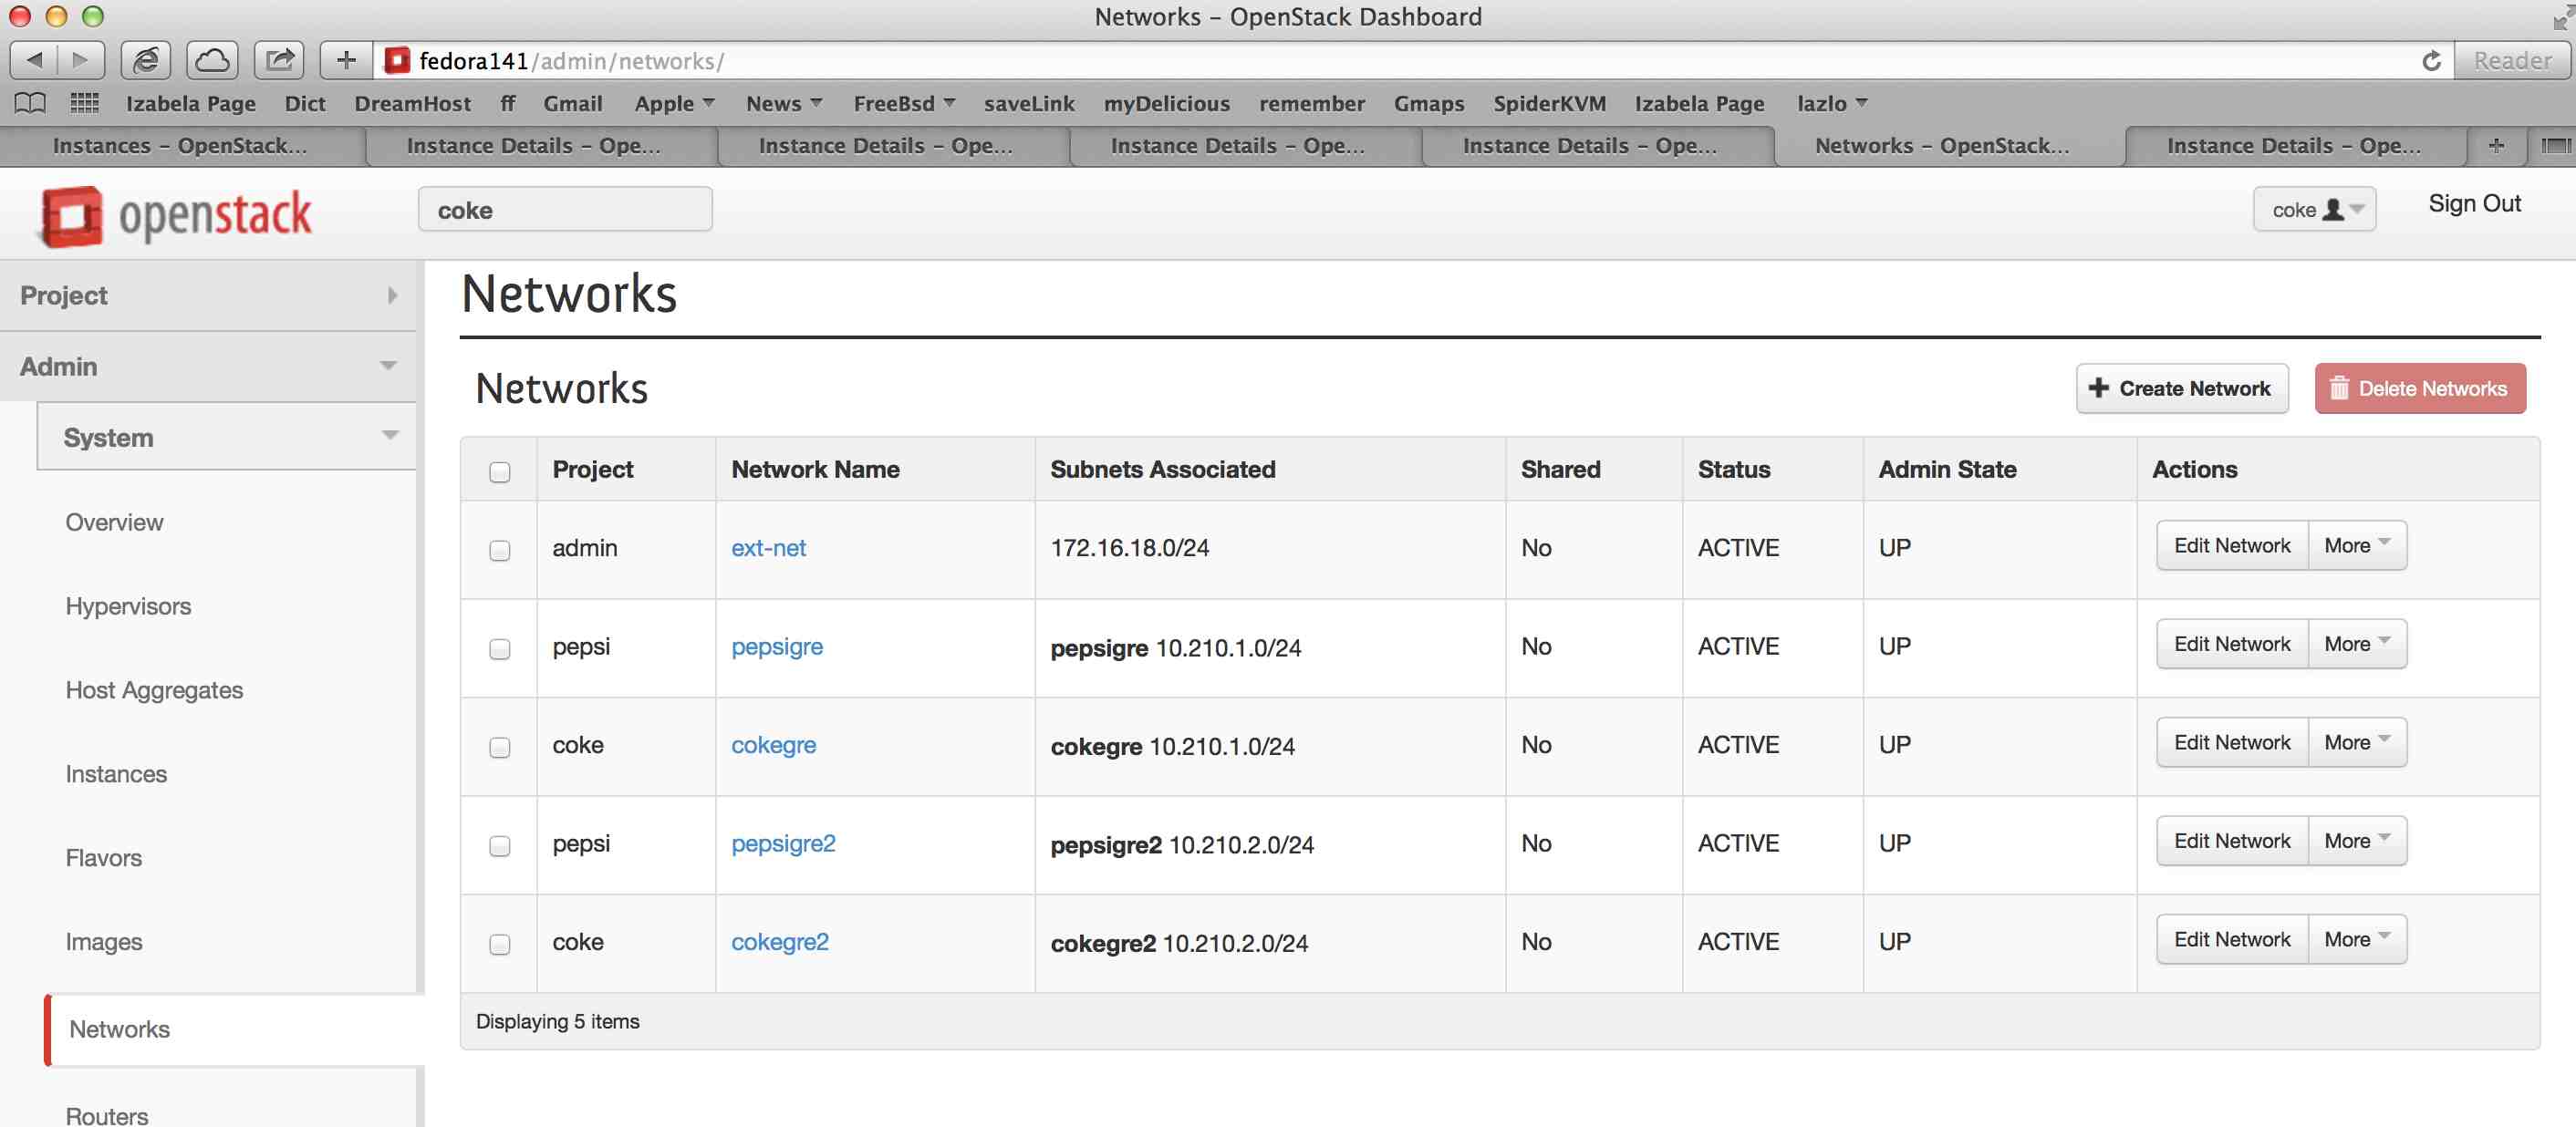 Networks – OpenStack Dashboard
fedora141/admin/networks/
Reader
Izabela Page Dict DreamHost ff Gmail Apple News FreeBsd saveLink myDelicious remember Gmaps SpiderKVM Izabela Page lazlo
Instances – OpenStack... Instance Details – Ope... Instance Details – Ope... Instance Details – Ope... Instance Details – Ope... Networks – OpenStack... Instance Details – Ope...
openstack coke coke Sign Out
Project
Admin
System
Overview
Hypervisors
Host Aggregates
Instances
Flavors
Images
Networks
Routers
Networks
Networks
Create Network Delete Networks
Project Network Name Subnets Associated Shared Status Admin State Actions
admin ext-net 172.16.18.0/24 No ACTIVE UP Edit Network More
pepsi pepsigre pepsigre 10.210.1.0/24 No ACTIVE UP Edit Network More
coke cokegre cokegre 10.210.1.0/24 No ACTIVE UP Edit Network More
pepsi pepsigre2 pepsigre2 10.210.2.0/24 No ACTIVE UP Edit Network More
coke cokegre2 cokegre2 10.210.2.0/24 No ACTIVE UP Edit Network More
Displaying 5 items